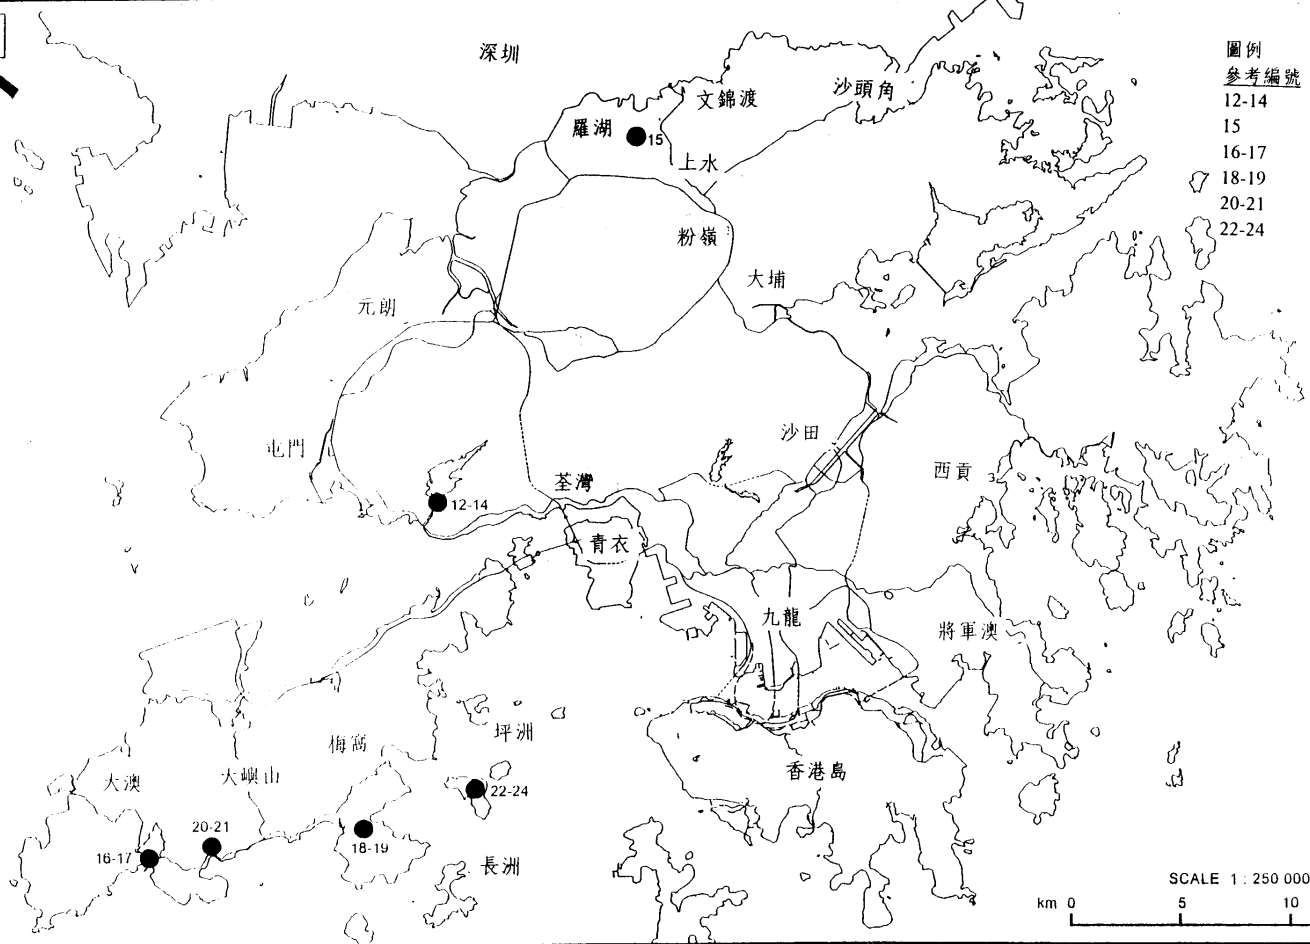 深圳
圖例
參考編號
12-14
15
16-17
18-19
20-21
22-24
文錦渡
沙頭角
羅湖
15
上水
粉嶺
大埔
元朗
屯門
沙田
西貢
荃灣
12-14
青衣
九龍
將軍澳
坪洲
梅窩
大澳
大嶼山
香港島
22-24
20-21
16-17
18-19
長洲
SCALE 1 : 250 000
km 0 5 10